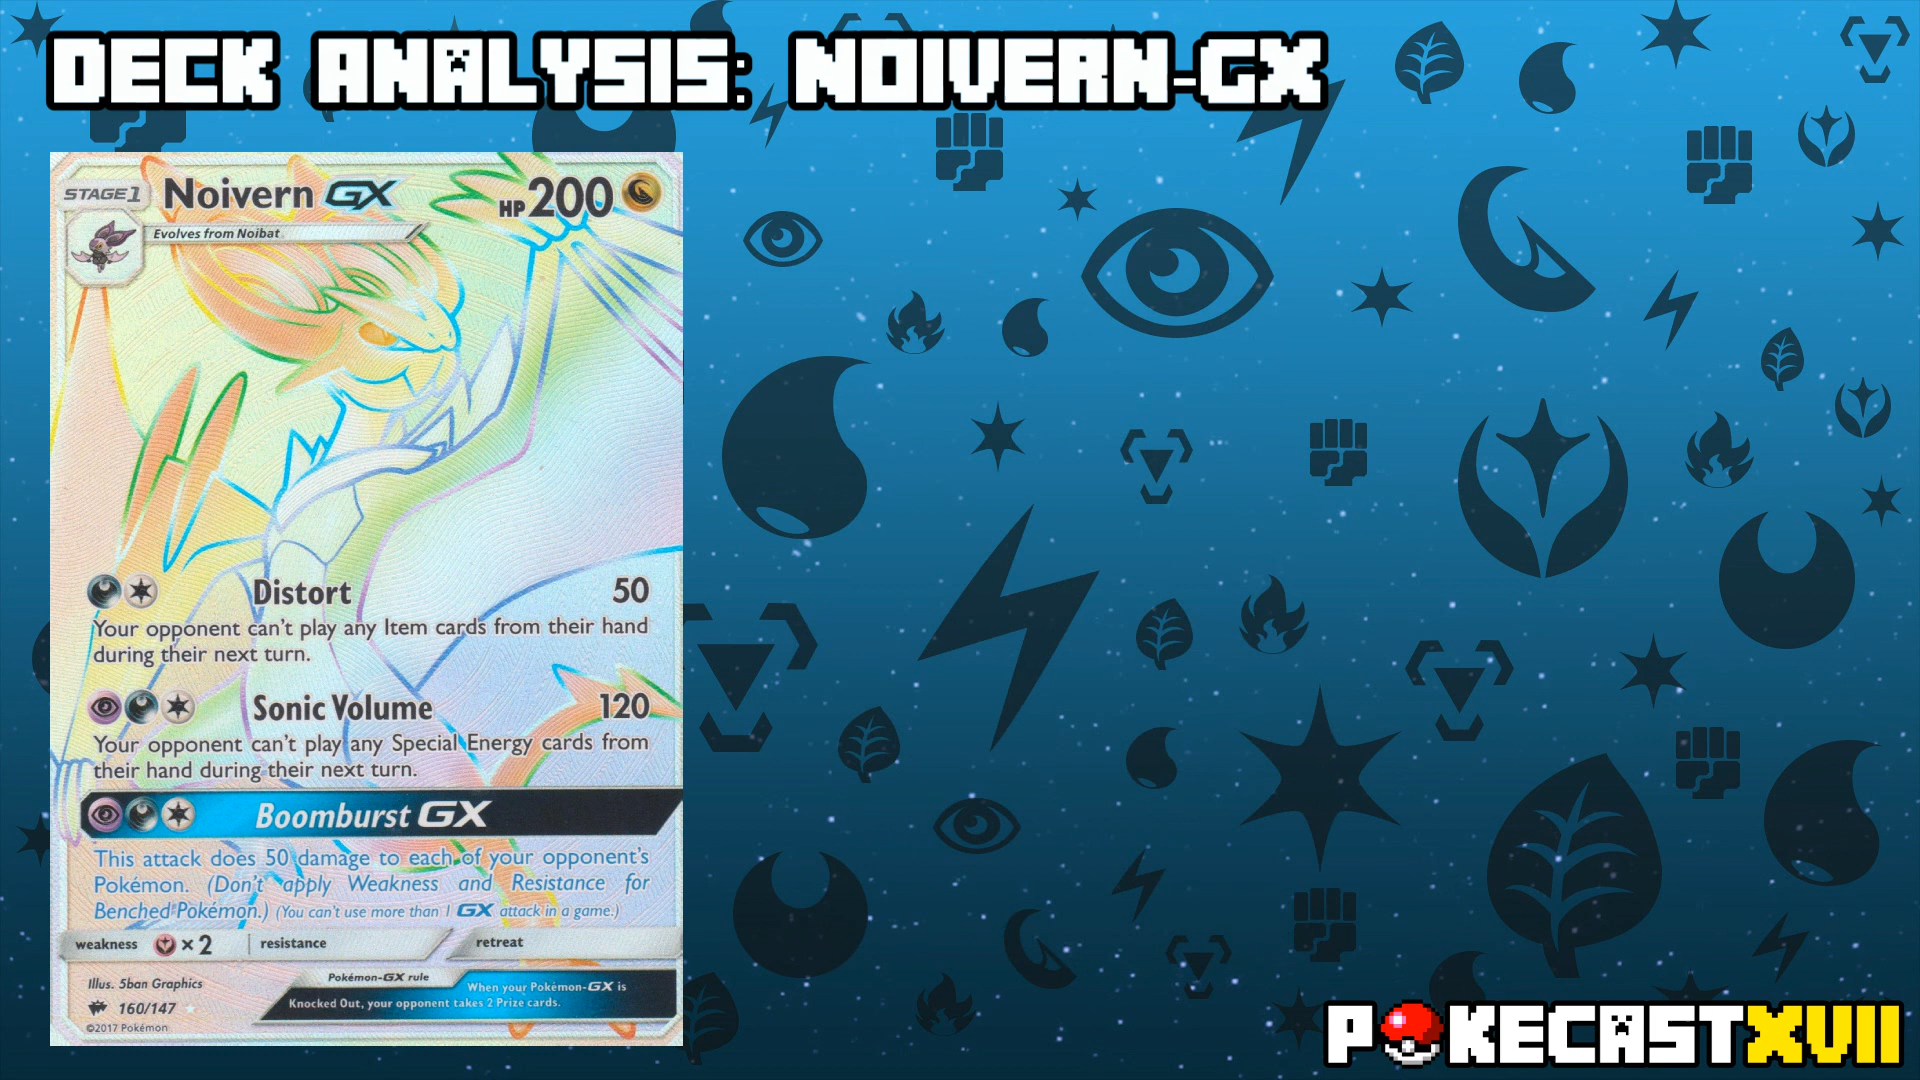 DECK ANALYSIS: NOIVERN-GX
STAGE1 Noivern GX HP200
Evolves from Noibat
Distort 50
Your opponent can't play any Item cards from their hand
during their next turn.
Sonic Volume 120
Your opponent can't play any Special Energy cards from
their hand during their next turn.
Boomburst GX
This attack does 50 damage to each of your opponent's
Pokémon. (Don't apply Weakness and Resistance for
Benched Pokémon.) (You can't use more than 1 GX attack in a game.)
weakness ×2 resistance retreat
Illus. 5ban Graphics
Pokémon-GX rule
When your Pokémon-GX is
Knocked Out, your opponent takes 2 Prize cards.
160/147
©2017 Pokémon
POKECASTXVII